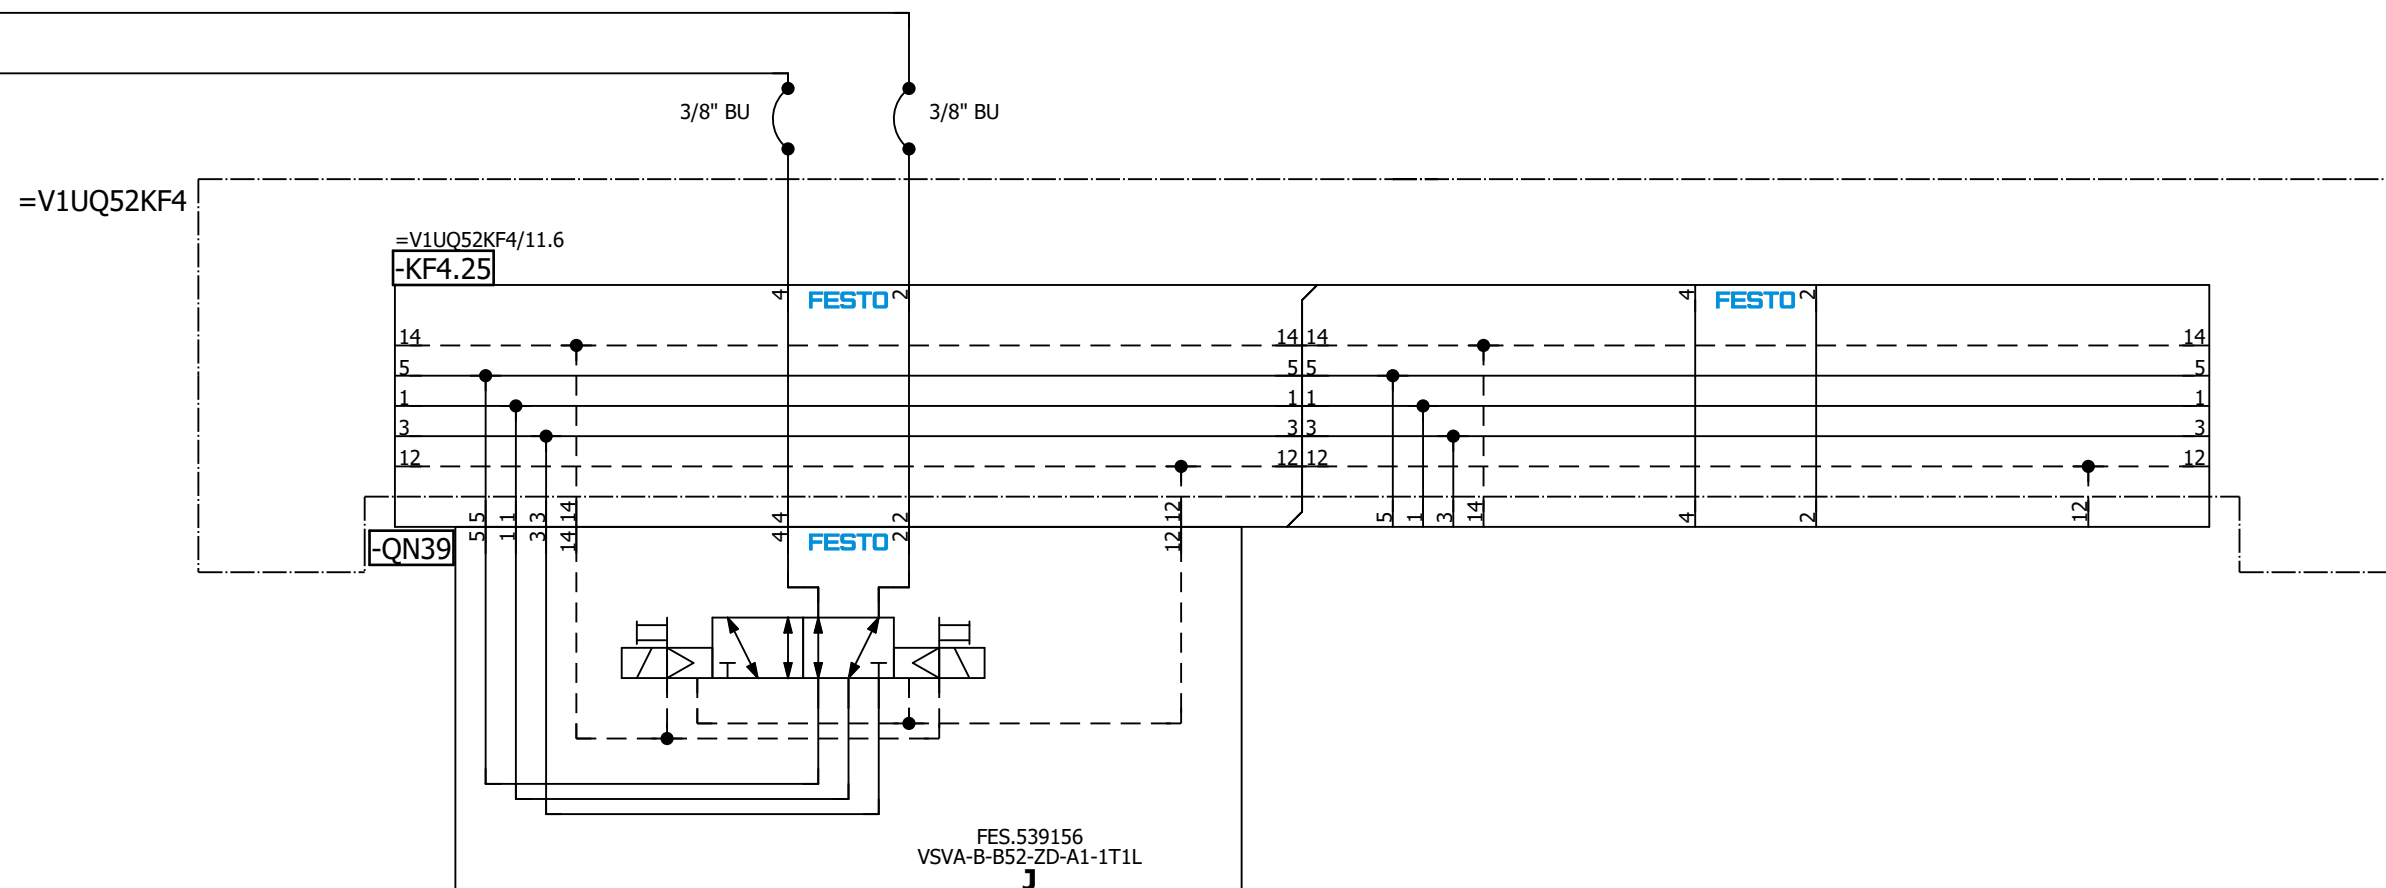 3/8" BU
3/8" BU
=V1UQ52KF4
=V1UQ52KF4/11.6
-KF4.25
4 FESTO 2
4 FESTO 2
14 14 14 14
5 5 5 5
1 1 1 1
3 3 3 3
12 12 12 12
5 1 3 14 4 2 12
5 1 3 14 4 2 12
-QN39
5 1 3 14 4 FESTO 2 12
FES.539156
VSVA-B-B52-ZD-A1-1T1L
J